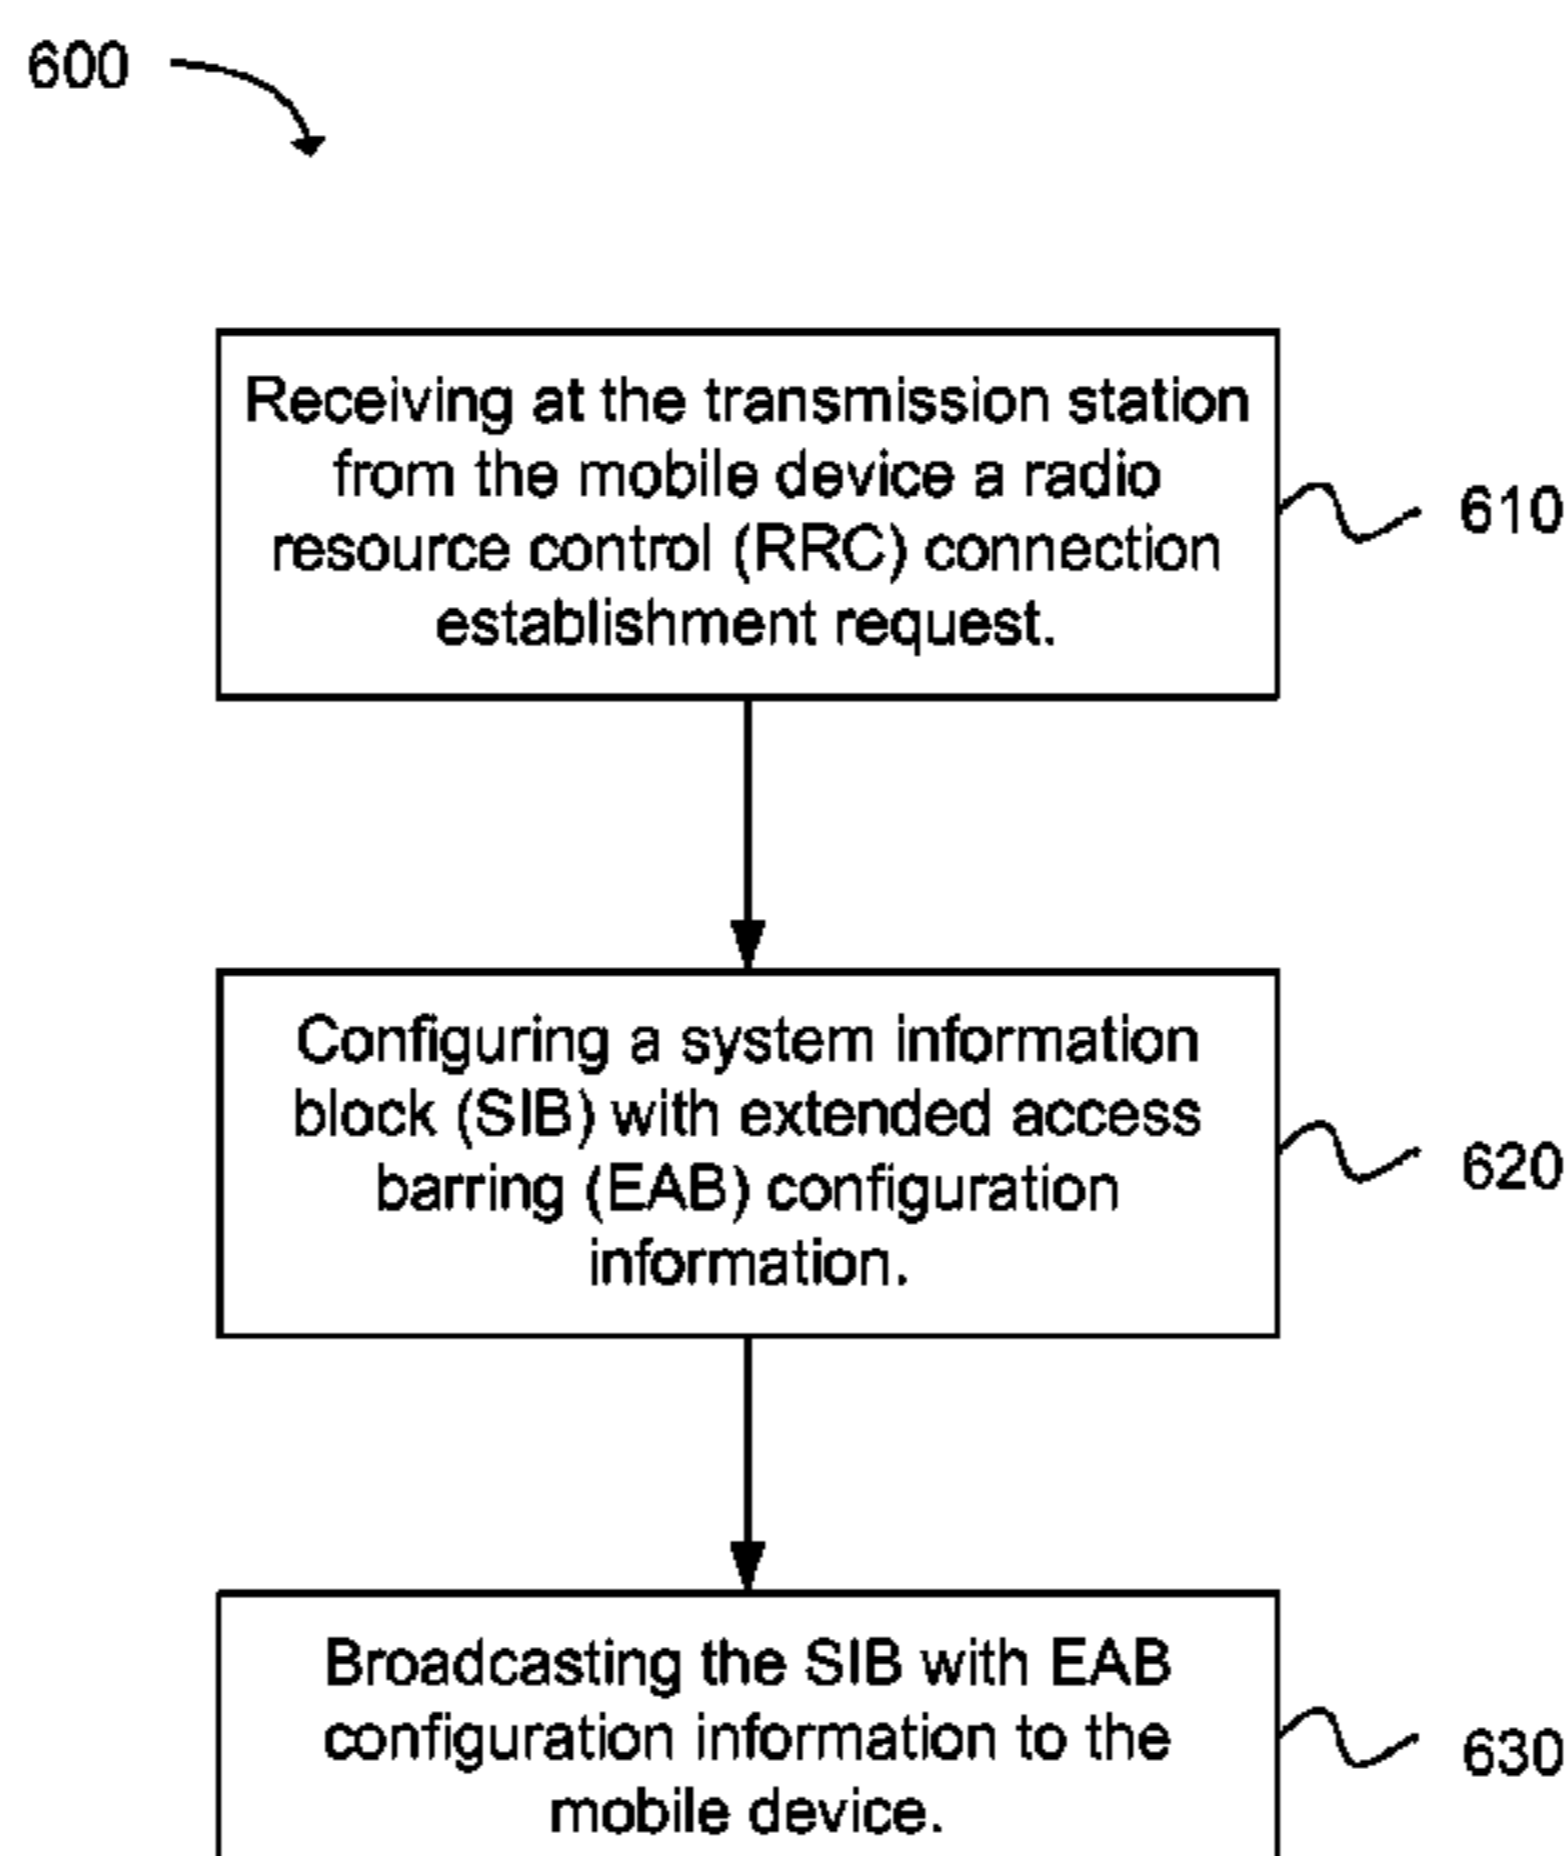 600
Receiving at the transmission station
from the mobile device a radio
resource control (RRC) connection
establishment request.
610
Configuring a system information
block (SIB) with extended access
barring (EAB) configuration
information.
620
Broadcasting the SIB with EAB
configuration information to the
mobile device.
630